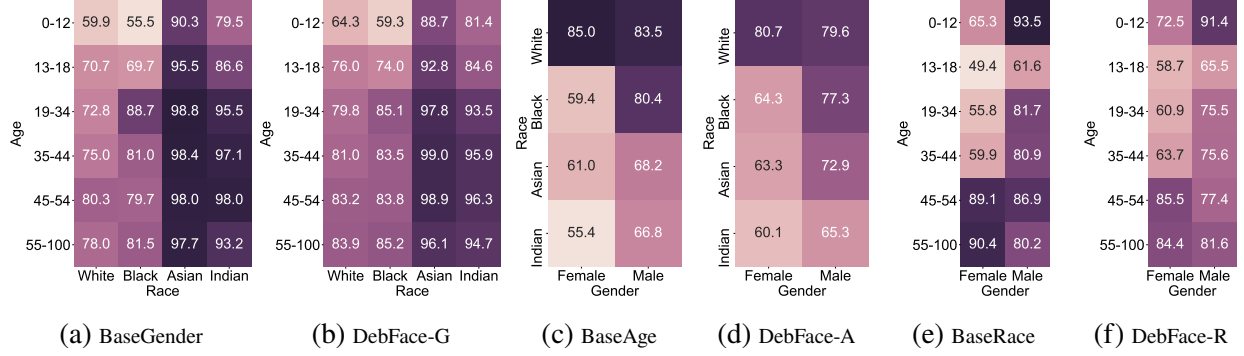 0-12 59.9 55.5 90.3 79.5
13-18 70.7 69.7 95.5 86.6
19-34 72.8 88.7 98.8 95.5
35-44 75.0 81.0 98.4 97.1
45-54 80.3 79.7 98.0 98.0
55-100 78.0 81.5 97.7 93.2
Age
White Black Asian Indian
Race
(a) BaseGender
0-12 64.3 59.3 88.7 81.4
13-18 76.0 74.0 92.8 84.6
19-34 79.8 85.1 97.8 93.5
35-44 81.0 83.5 99.0 95.9
45-54 83.2 83.8 98.9 96.3
55-100 83.9 85.2 96.1 94.7
Age
White Black Asian Indian
Race
(b) DebFace-G
White 85.0 83.5
Black 59.4 80.4
Asian 61.0 68.2
Indian 55.4 66.8
Race
Female Male
Gender
(c) BaseAge
White 80.7 79.6
Black 64.3 77.3
Asian 63.3 72.9
Indian 60.1 65.3
Race
Female Male
Gender
(d) DebFace-A
0-12 65.3 93.5
13-18 49.4 61.6
19-34 55.8 81.7
35-44 59.9 80.9
45-54 89.1 86.9
55-100 90.4 80.2
Age
Female Male
Gender
(e) BaseRace
0-12 72.5 91.4
13-18 58.7 65.5
19-34 60.9 75.5
35-44 63.7 75.6
45-54 85.5 77.4
55-100 84.4 81.6
Age
Female Male
Gender
(f) DebFace-R